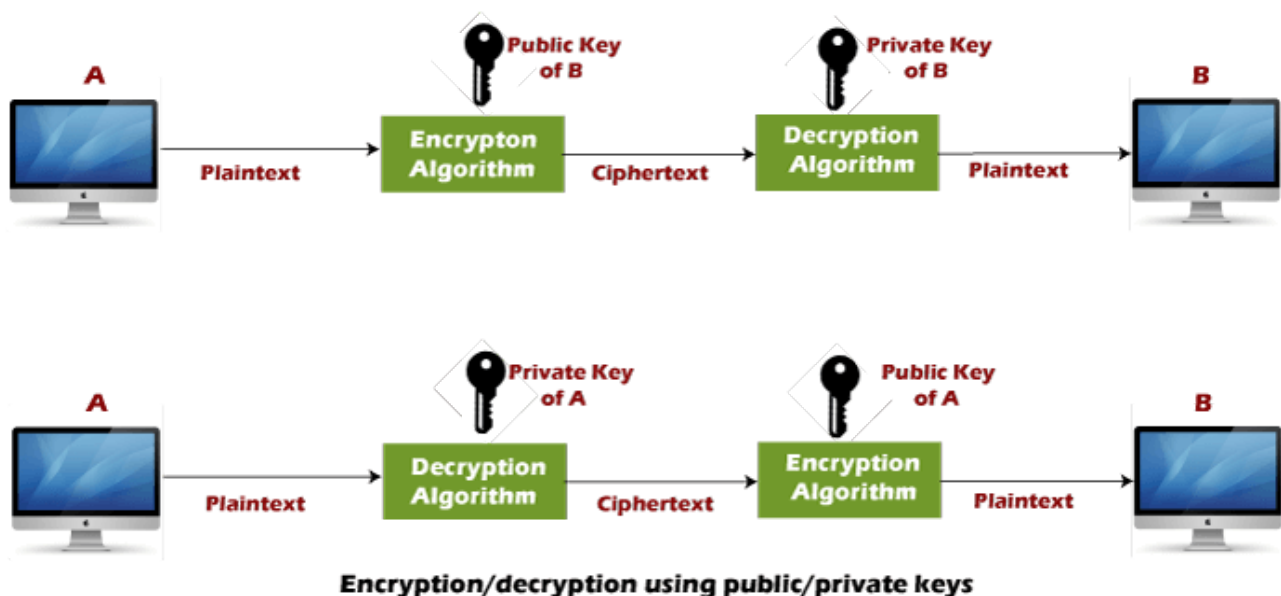 A
Public Key
of B
Private Key
of B
B
Encrypton
Algorithm
Decryption
Algorithm
Plaintext
Ciphertext
Plaintext
A
Private Key
of A
Public Key
of A
B
Decryption
Algorithm
Encryption
Algorithm
Plaintext
Ciphertext
Plaintext
Encryption/decryption using public/private keys